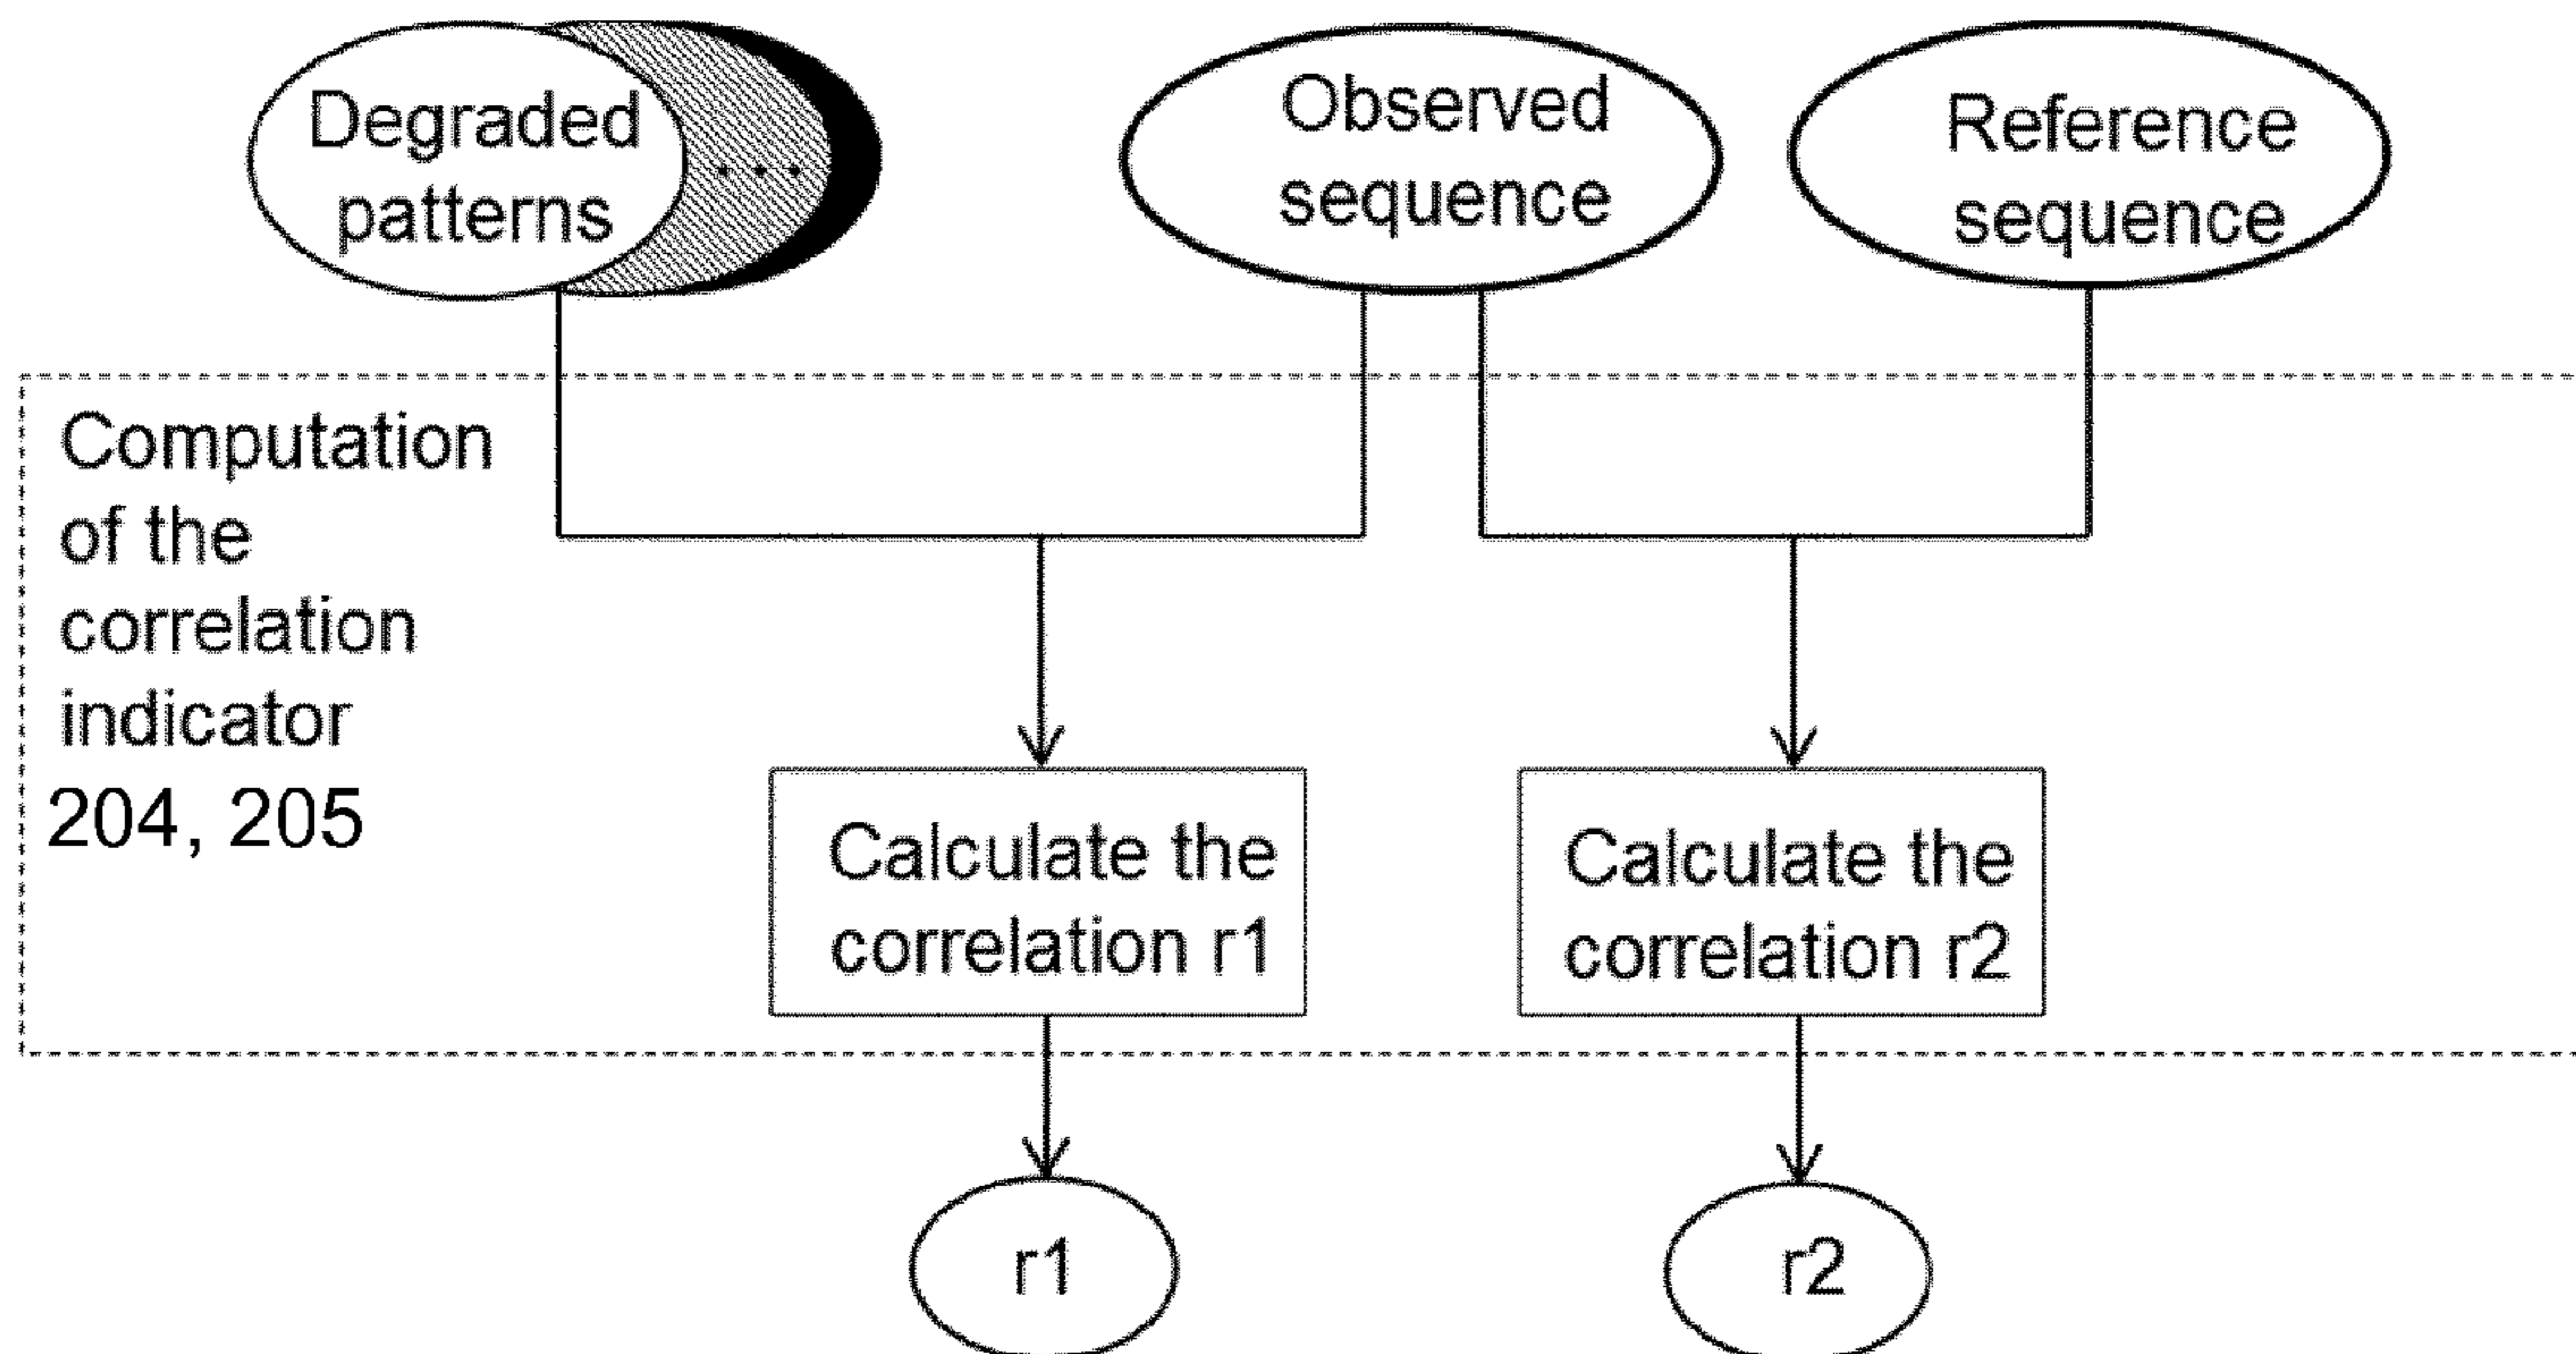 Degraded
patterns
. . .
Observed
sequence
Reference
sequence
Computation
of the
correlation
indicator
204, 205
Calculate the
correlation r1
Calculate the
correlation r2
r1
r2